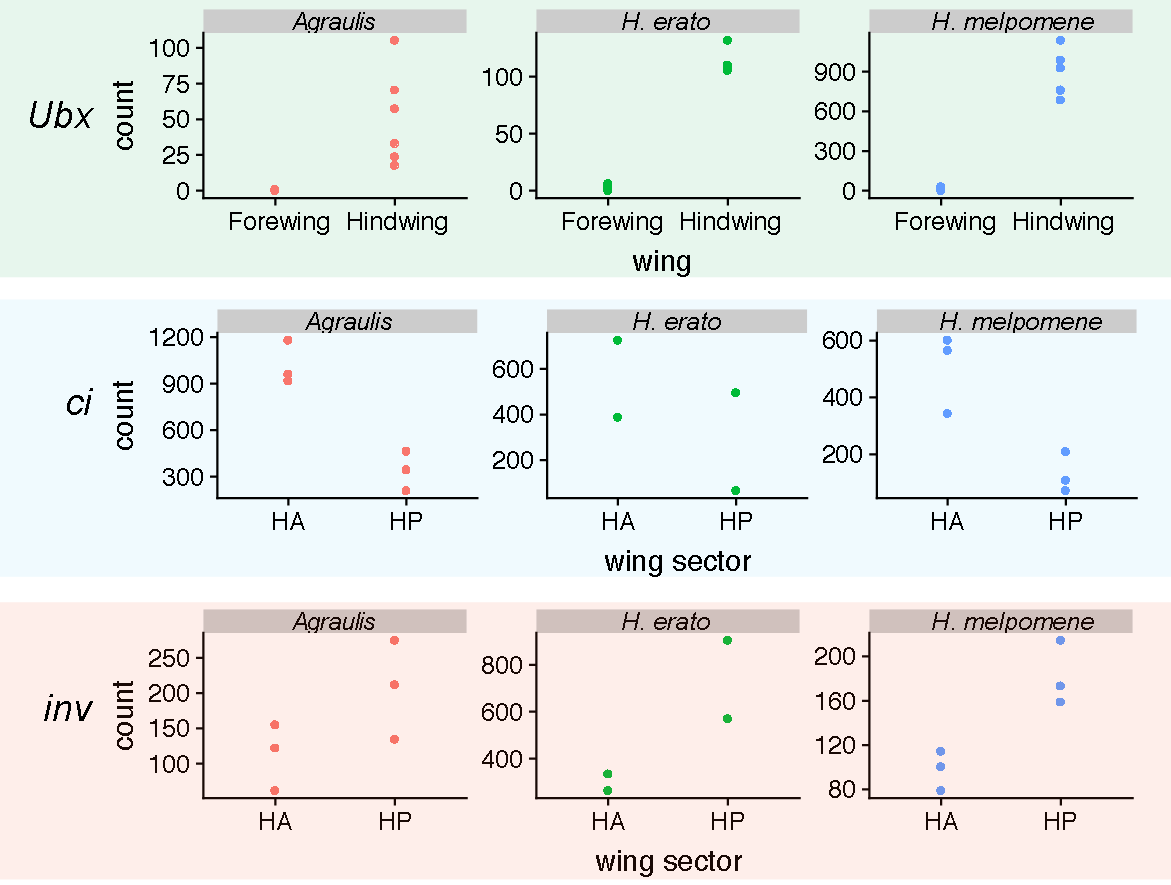 Agraulis H. erato H. melpomene
Ubx
count
100
75
50
25
0
100
50
0
900
600
300
0
Forewing Hindwing Forewing Hindwing Forewing Hindwing
wing
Agraulis H. erato H. melpomene
ci
count
1200
900
600
300
600
400
200
600
400
200
HA HP HA HP HA HP
wing sector
Agraulis H. erato H. melpomene
inv
count
250
200
150
100
800
600
400
200
160
120
80
HA HP HA HP HA HP
wing sector